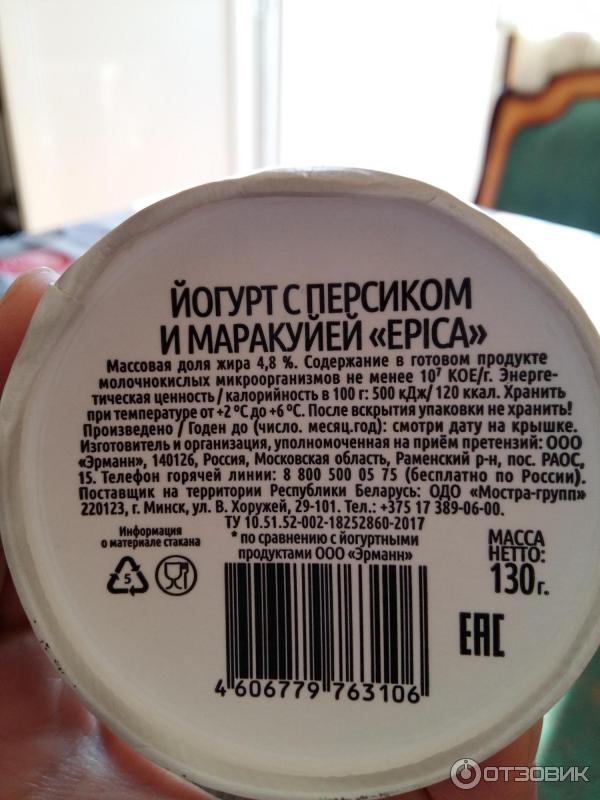 ЙОГУРТ С ПЕРСИКОМ
И МАРАКУЙЕЙ «EPICA»
Массовая доля жира 4,8 %. Содержание в готовом продукте
молочнокислых микроорганизмов не менее 10⁷ КОЕ/г. Энерге-
тическая ценность / калорийность в 100 г: 500 кДж/ 120 ккал. Хранить
при температуре от +2 °С до +6 °С. После вскрытия упаковки не хранить!
Произведено / Годен до (число. месяц.год): смотри дату на крышке.
Изготовитель и организация, уполномоченная на приём претензий: ООО
«Эрманн», 140126, Россия, Московская область, Раменский р-н, пос. РАОС,
15. Телефон горячей линии: 8 800 500 05 75 (бесплатно по России).
Поставщик на территории Республики Беларусь: ОДО «Мостра-групп»
220123, г. Минск, ул. В. Хоружей, 29-101. Тел.: +375 17 389-06-00.
ТУ 10.51.52-002-18252860-2017
Информация
о материале стакана
* по сравнению с йогуртными
продуктами ООО «Эрманн»
МАССА
НЕТТО:
130 г.
5
EAC
4 606779 763106
ОТЗОВИК